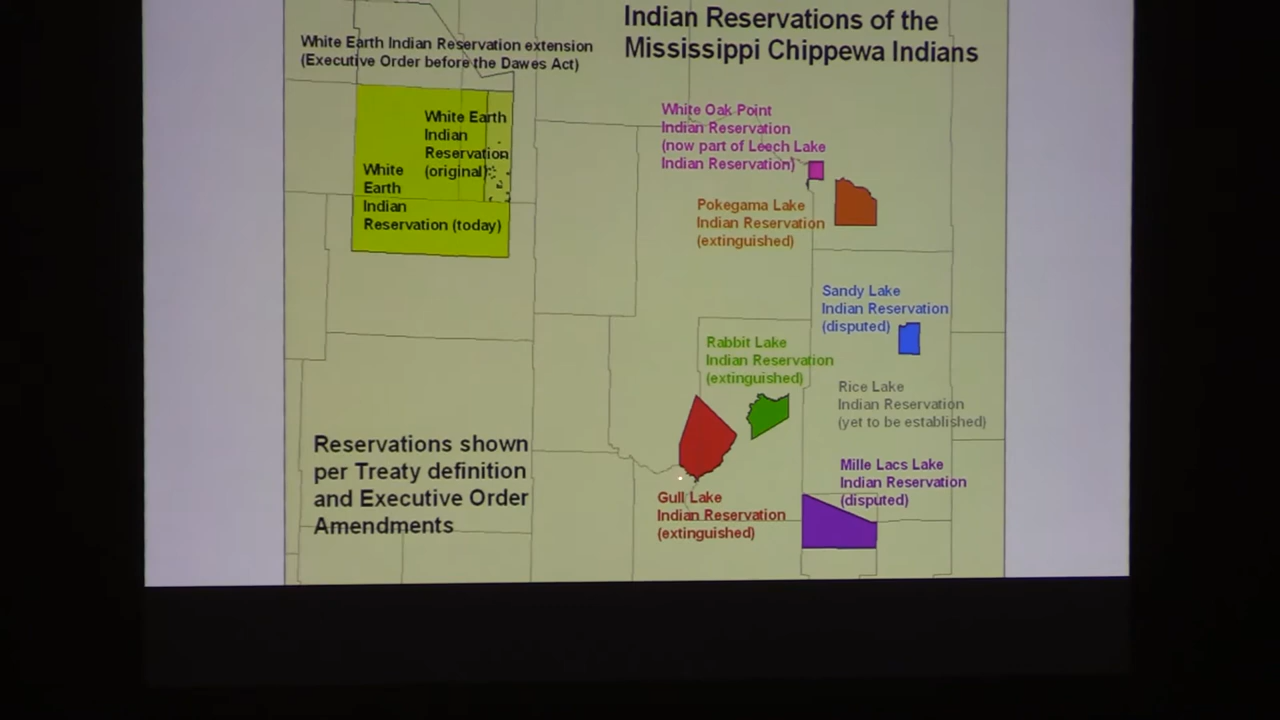 Indian Reservations of the
Mississippi Chippewa Indians
White Earth Indian Reservation extension
(Executive Order before the Dawes Act)
White Earth
Indian
Reservation
(original)
White
Earth
Indian
Reservation (today)
White Oak Point
Indian Reservation
(now part of Leech Lake
Indian Reservation)
Pokegama Lake
Indian Reservation
(extinguished)
Sandy Lake
Indian Reservation
(disputed)
Rabbit Lake
Indian Reservation
(extinguished)
Rice Lake
Indian Reservation
(yet to be established)
Reservations shown
per Treaty definition
and Executive Order
Amendments
Mille Lacs Lake
Indian Reservation
(disputed)
Gull Lake
Indian Reservation
(extinguished)